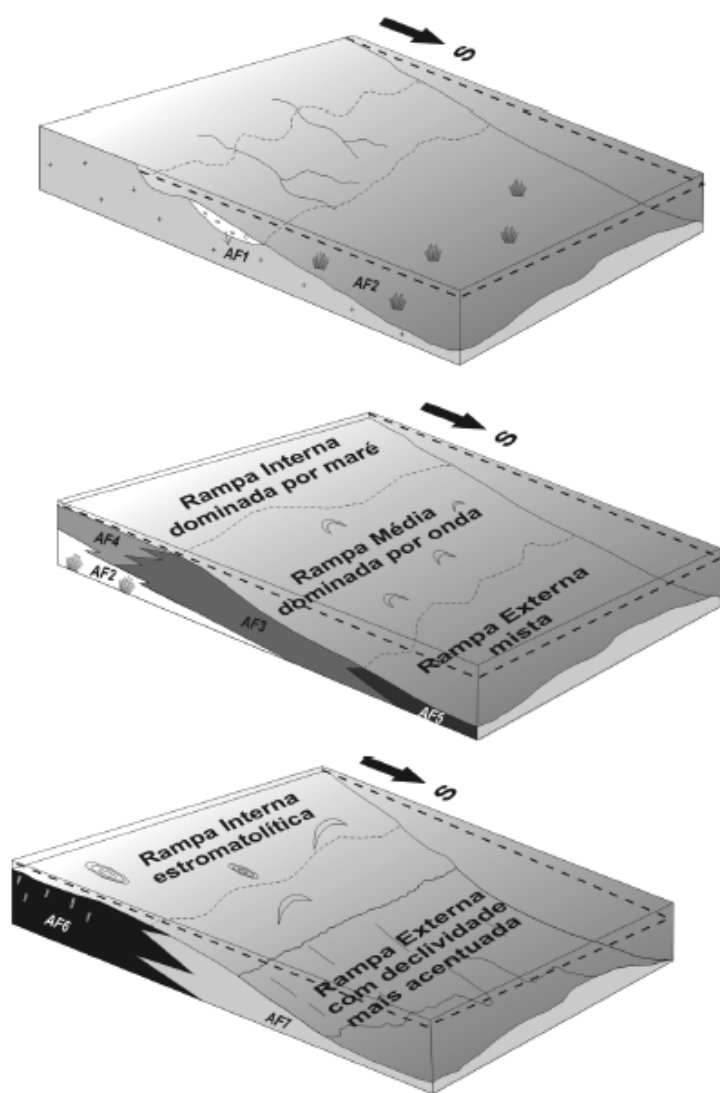 S
AF1
AF2
S
Rampa Interna
dominada por maré
Rampa Média
dominada por onda
Rampa Externa
mista
AF4
AF2
AF3
AF5
S
Rampa Interna
estromatolítica
Rampa Externa
com declividade
mais acentuada
AF6
AF7